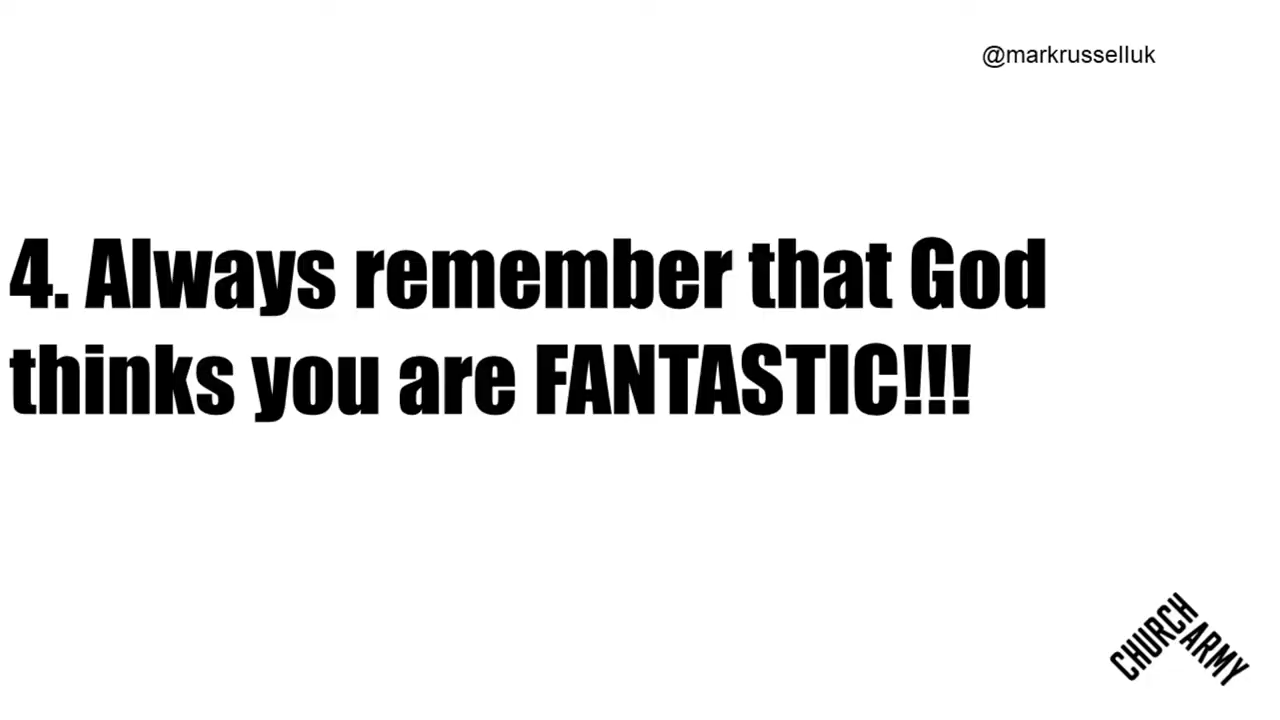 @markrusselluk
4. Always remember that God
thinks you are FANTASTIC!!!
CHURCH
ARMY